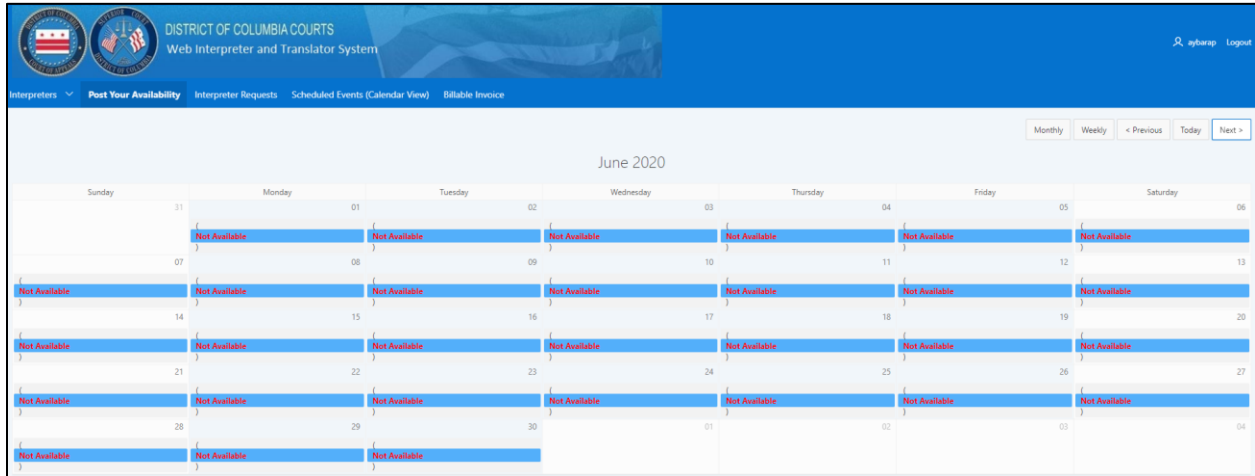 DISTRICT OF COLUMBIA COURTS
Web Interpreter and Translator System
aybarap Logout
Interpreters Post Your Availability Interpreter Requests Scheduled Events (Calendar View) Billable Invoice
Monthly Weekly < Previous Today Next >
June 2020
Sunday Monday Tuesday Wednesday Thursday Friday Saturday
31 01 02 03 04 05 06
( ( ( ( ( (
Not Available Not Available Not Available Not Available Not Available Not Available
) ) ) ) ) )
07 08 09 10 11 12 13
( ( ( ( ( ( (
Not Available Not Available Not Available Not Available Not Available Not Available Not Available
) ) ) ) ) ) )
14 15 16 17 18 19 20
( ( ( ( ( ( (
Not Available Not Available Not Available Not Available Not Available Not Available Not Available
) ) ) ) ) ) )
21 22 23 24 25 26 27
( ( ( ( ( ( (
Not Available Not Available Not Available Not Available Not Available Not Available Not Available
) ) ) ) ) ) )
28 29 30 01 02 03 04
( ( (
Not Available Not Available Not Available
) ) )